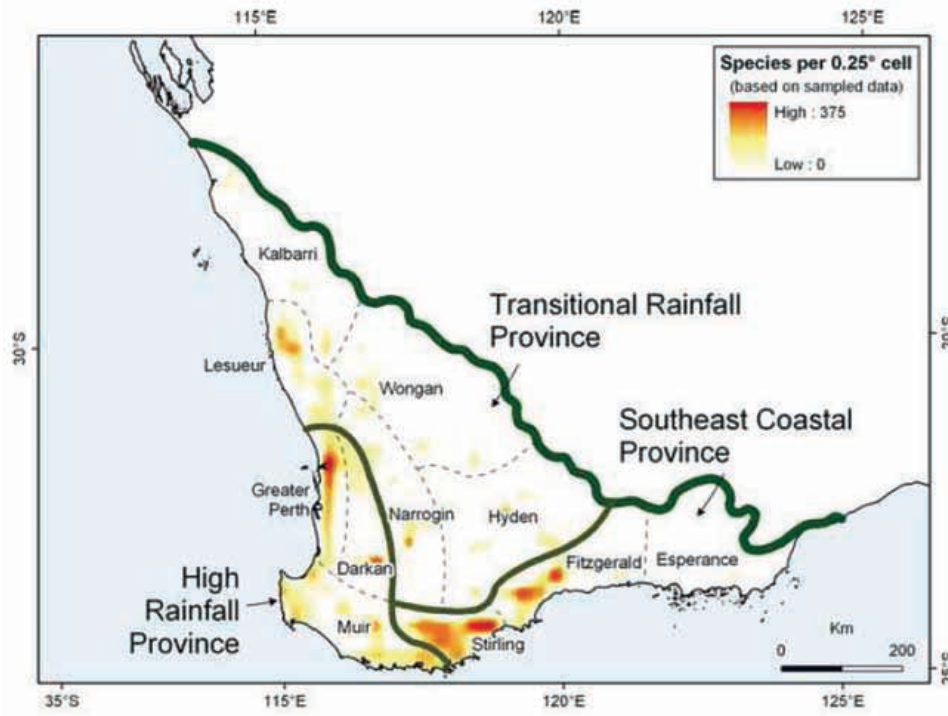 115°E
120°E
125°E
Species per 0.25° cell
(based on sampled data)
High : 375
Low : 0
Kalbarri
Transitional Rainfall
Province
30°S
Lesueur
Wongan
Southeast Coastal
Province
Greater
Perth
Narrogin
Hyden
Darkan
Fitzgerald
Esperance
High
Rainfall
Province
Muir
Stirling
Km
0
200
35°S
115°E
120°E
125°E